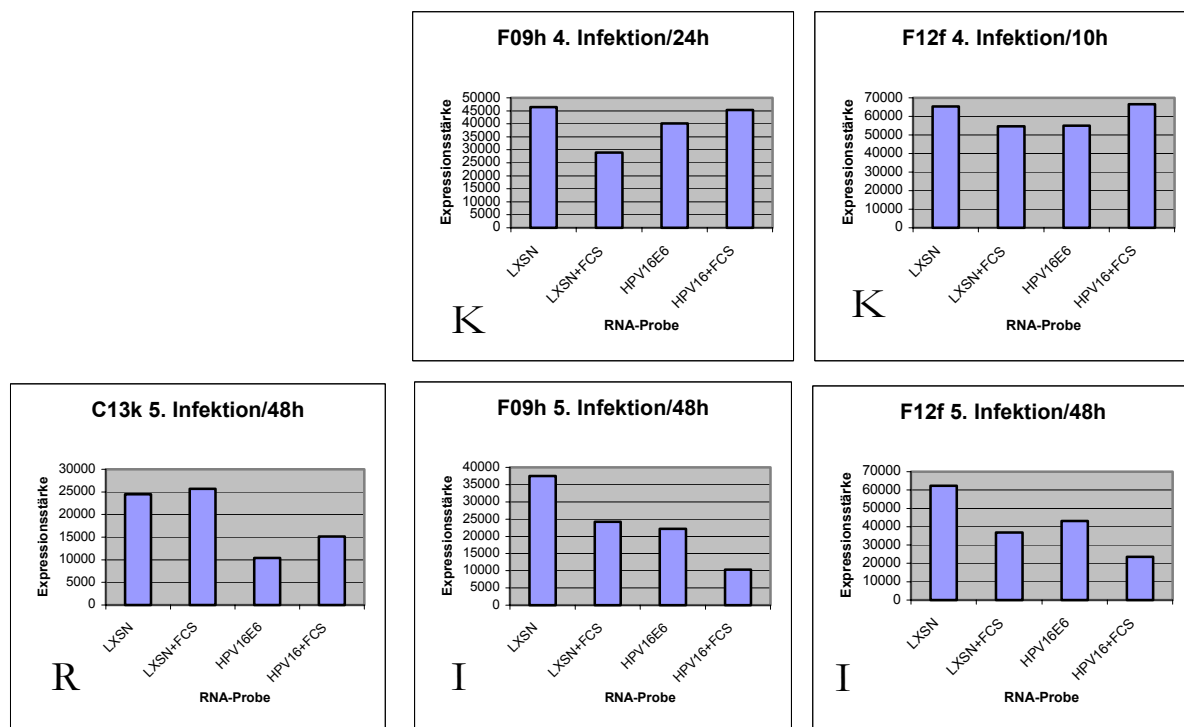 F09h 4. Infektion/24h
Expressionsstärke
50000
45000
40000
35000
30000
25000
20000
15000
10000
5000
0
LXSN
LXSN+FCS
HPV16E6
HPV16+FCS
K
RNA-Probe
F12f 4. Infektion/10h
Expressionsstärke
70000
60000
50000
40000
30000
20000
10000
0
LXSN
LXSN+FCS
HPV16E6
HPV16+FCS
K
RNA-Probe
C13k 5. Infektion/48h
Expressionsstärke
30000
25000
20000
15000
10000
5000
0
LXSN
LXSN+FCS
HPV16E6
HPV16+FCS
R
RNA-Probe
F09h 5. Infektion/48h
Expressionsstärke
40000
35000
30000
25000
20000
15000
10000
5000
0
LXSN
LXSN+FCS
HPV16E6
HPV16+FCS
I
RNA-Probe
F12f 5. Infektion/48h
Expressionsstärke
70000
60000
50000
40000
30000
20000
10000
0
LXSN
LXSN+FCS
HPV16E6
HPV16+FCS
I
RNA-Probe